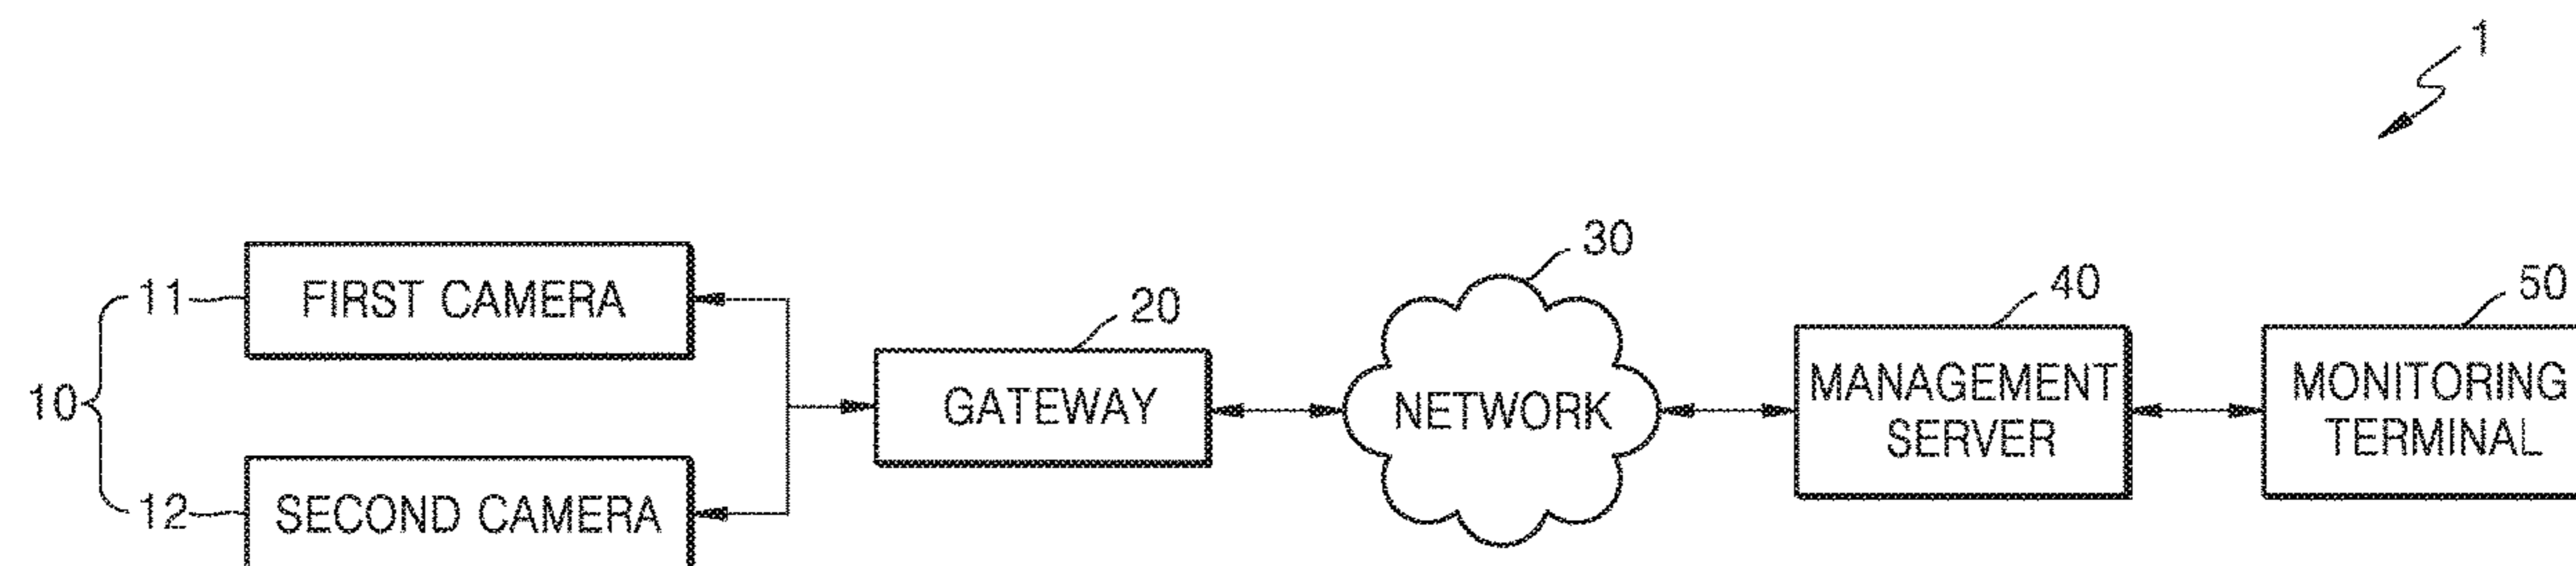 1
30
11 FIRST CAMERA
20
40
50
10
GATEWAY
NETWORK
MANAGEMENT
SERVER
MONITORING
TERMINAL
12 SECOND CAMERA